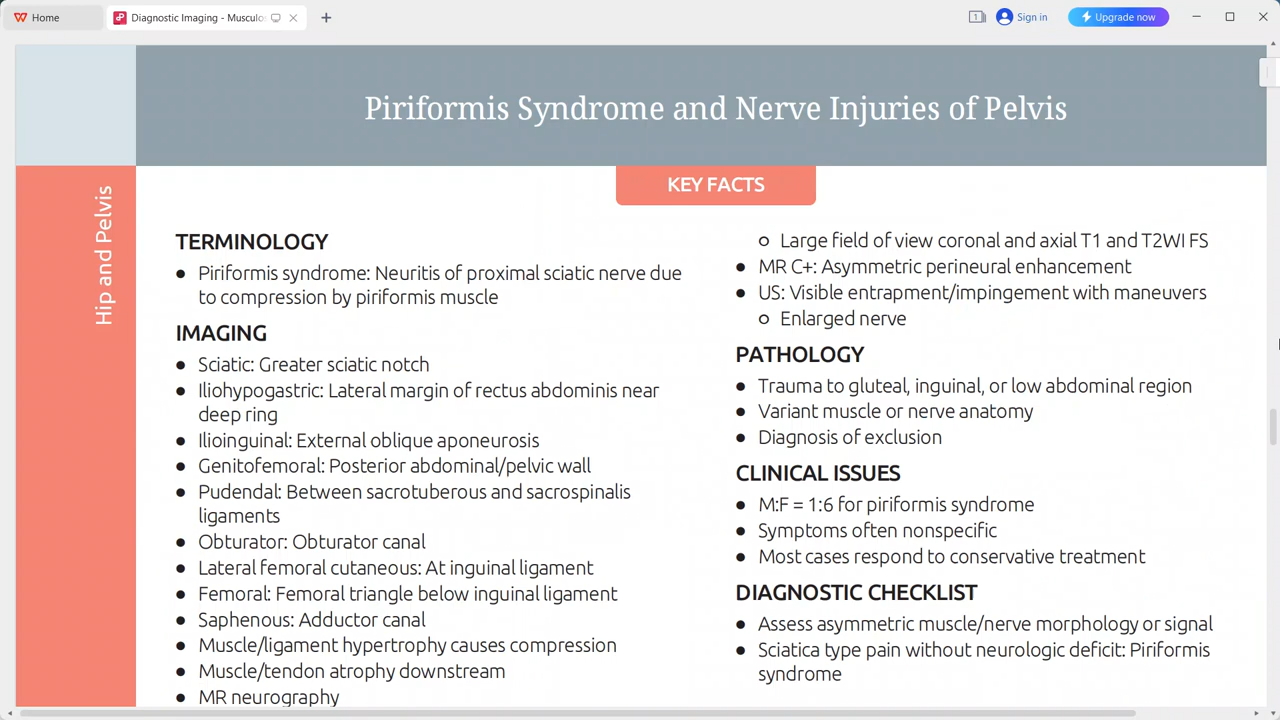 Home
Diagnostic Imaging - Musculo
Sign in
Upgrade now
Piriformis Syndrome and Nerve Injuries of Pelvis
Hip and Pelvis
KEY FACTS
TERMINOLOGY
● Piriformis syndrome: Neuritis of proximal sciatic nerve due
to compression by piriformis muscle
IMAGING
● Sciatic: Greater sciatic notch
● Iliohypogastric: Lateral margin of rectus abdominis near
deep ring
● Ilioinguinal: External oblique aponeurosis
● Genitofemoral: Posterior abdominal/pelvic wall
● Pudendal: Between sacrotuberous and sacrospinalis
ligaments
● Obturator: Obturator canal
● Lateral femoral cutaneous: At inguinal ligament
● Femoral: Femoral triangle below inguinal ligament
● Saphenous: Adductor canal
● Muscle/ligament hypertrophy causes compression
● Muscle/tendon atrophy downstream
● MR neurography
○ Large field of view coronal and axial T1 and T2WI FS
● MR C+: Asymmetric perineural enhancement
● US: Visible entrapment/impingement with maneuvers
○ Enlarged nerve
PATHOLOGY
● Trauma to gluteal, inguinal, or low abdominal region
● Variant muscle or nerve anatomy
● Diagnosis of exclusion
CLINICAL ISSUES
● M:F = 1:6 for piriformis syndrome
● Symptoms often nonspecific
● Most cases respond to conservative treatment
DIAGNOSTIC CHECKLIST
● Assess asymmetric muscle/nerve morphology or signal
● Sciatica type pain without neurologic deficit: Piriformis
syndrome